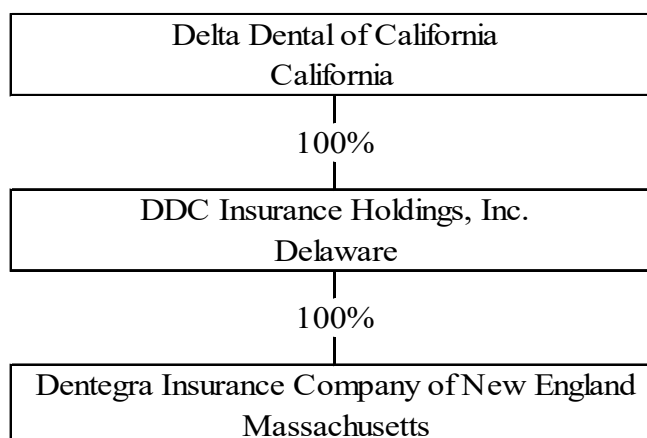 Delta Dental of California
California
100%
DDC Insurance Holdings, Inc.
Delaware
100%
Dentegra Insurance Company of New England
Massachusetts